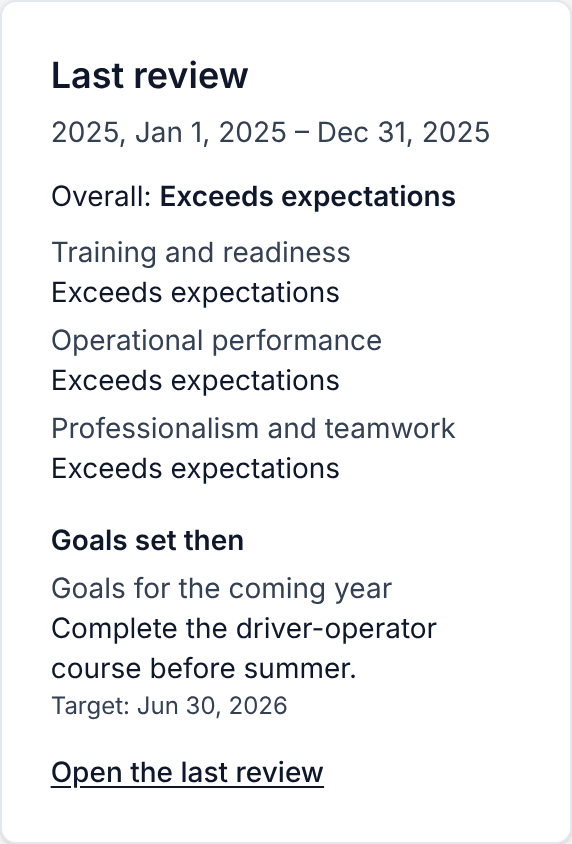 Last review
2025, Jan 1, 2025 – Dec 31, 2025
Overall: Exceeds expectations
Training and readiness
Exceeds expectations
Operational performance
Exceeds expectations
Professionalism and teamwork
Exceeds expectations
Goals set then
Goals for the coming year
Complete the driver-operator
course before summer.
Target: Jun 30, 2026
Open the last review